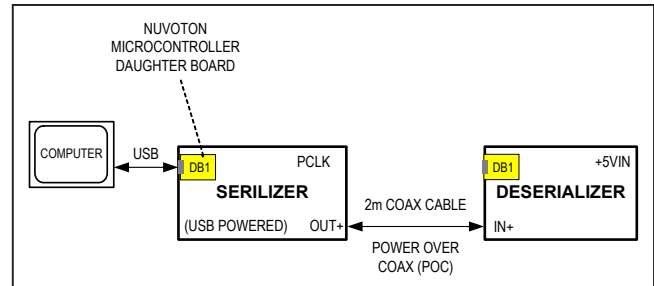 NUVOTON
MICROCONTROLLER
DAUGHTER BOARD
COMPUTER
USB
DB1
PCLK
SERILIZER
(USB POWERED)
OUT+
2m COAX CABLE
POWER OVER
COAX (POC)
DB1
+5VIN
DESERIALIZER
IN+